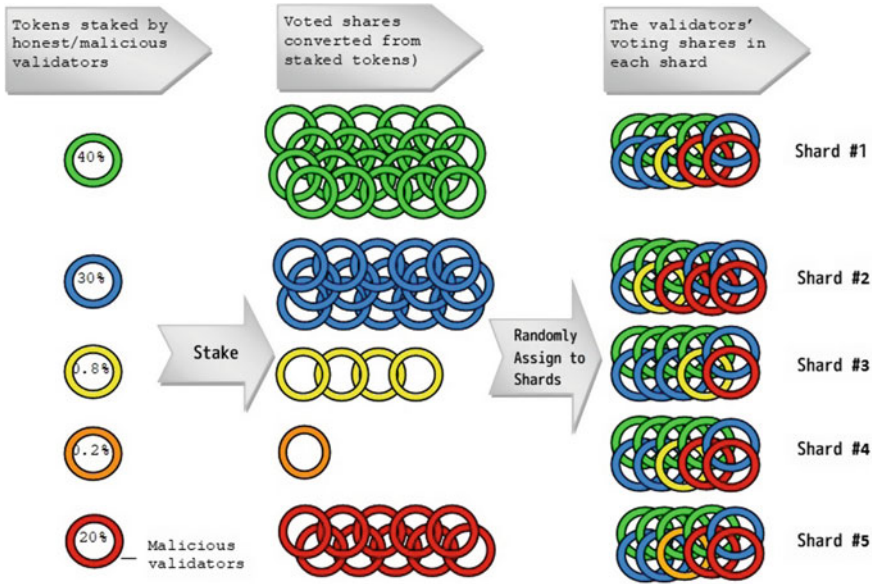 Tokens staked by
honest/malicious
validators
Voted shares
converted from
staked tokens)
The validators’
voting shares in
each shard
40%
Shard #1
30%
Shard #2
Stake
Randomly
Assign to
Shards
0.8%
Shard #3
0.2%
Shard #4
20%
Malicious
validators
Shard #5